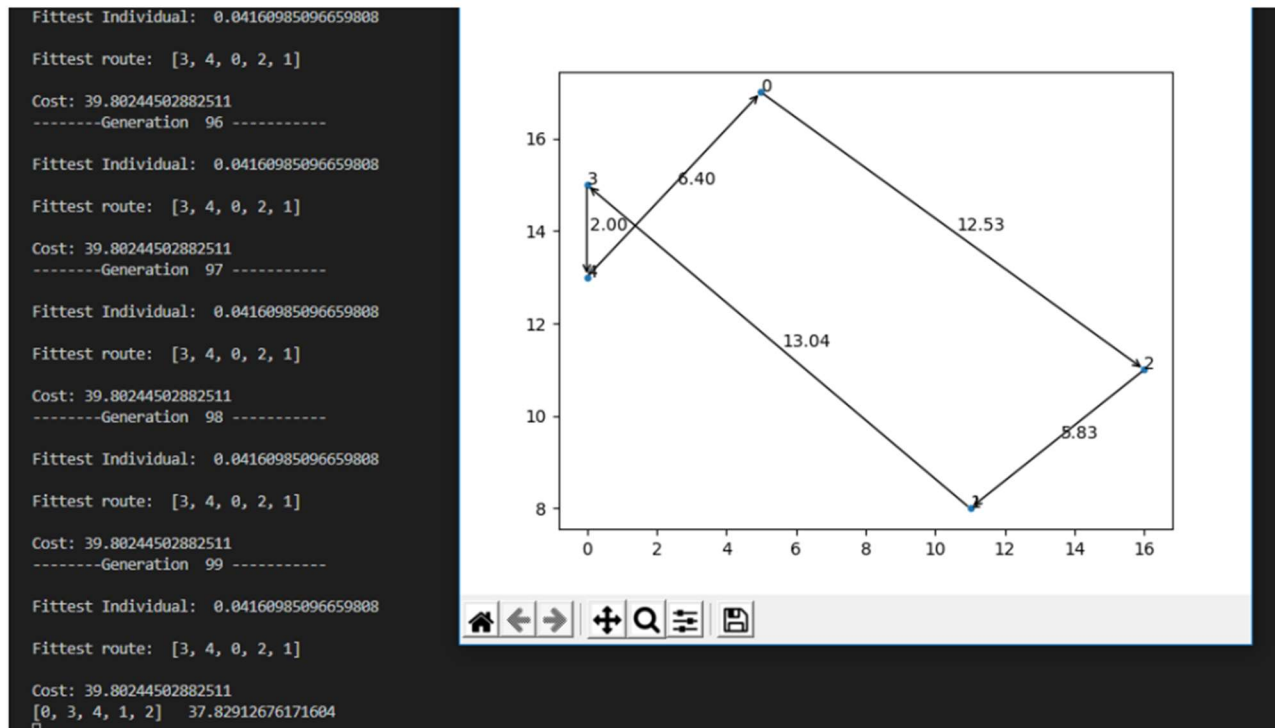 Fittest Individual:  0.04160985096659808
Fittest route:  [3, 4, 0, 2, 1]
Cost: 39.80244502882511
--------Generation  96 -----------
Fittest Individual:  0.04160985096659808
Fittest route:  [3, 4, 0, 2, 1]
Cost: 39.80244502882511
--------Generation  97 -----------
Fittest Individual:  0.04160985096659808
Fittest route:  [3, 4, 0, 2, 1]
Cost: 39.80244502882511
--------Generation  98 -----------
Fittest Individual:  0.04160985096659808
Fittest route:  [3, 4, 0, 2, 1]
Cost: 39.80244502882511
--------Generation  99 -----------
Fittest Individual:  0.04160985096659808
Fittest route:  [3, 4, 0, 2, 1]
Cost: 39.80244502882511
[0, 3, 4, 1, 2]   37.82912676171604
0
16
3
6.40
2.00
12.53
14
4
12
13.04
2
10
5.83
8
1
0 2 4 6 8 10 12 14 16